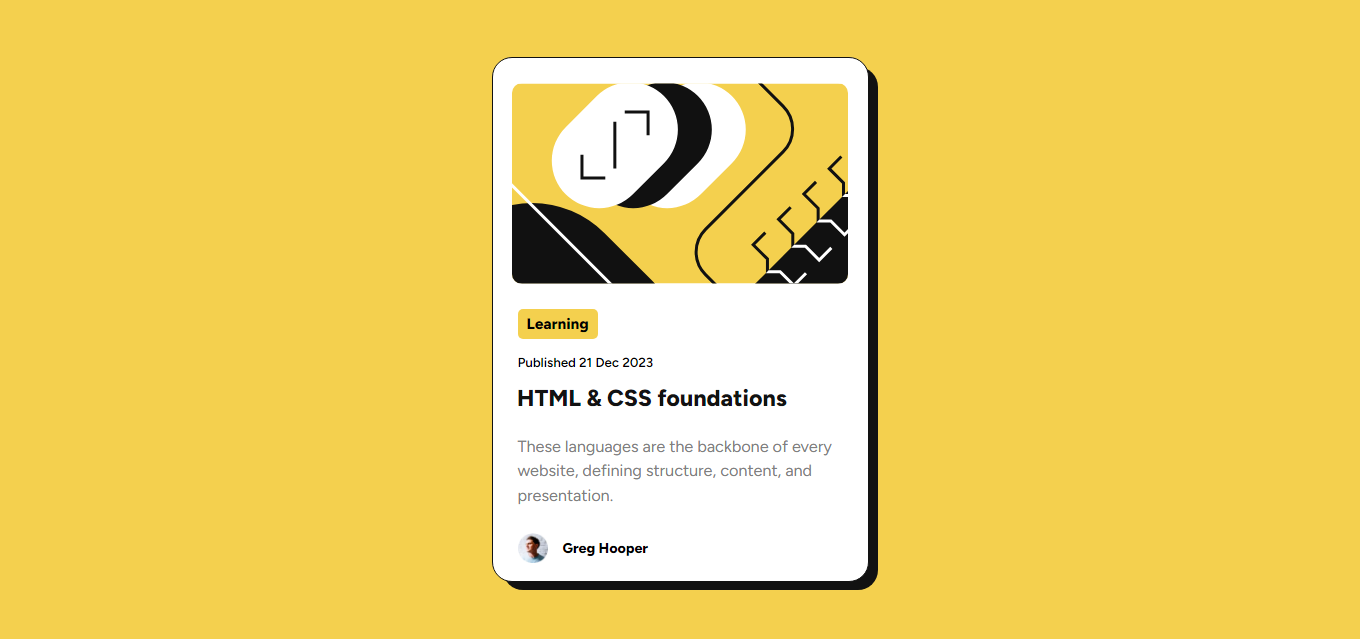 Learning
Published 21 Dec 2023
HTML & CSS foundations
These languages are the backbone of every
website, defining structure, content, and
presentation.
Greg Hooper